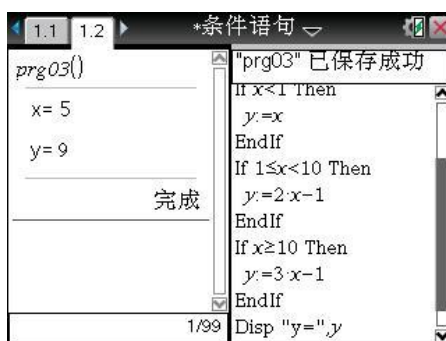 1.1 1.2 *条件语句
prg03()
x= 5
y= 9
完成
1/99
"prg03" 已保存成功
If x<1 Then
y:=x
EndIf
If 1≤x<10 Then
y:=2·x−1
EndIf
If x≥10 Then
y:=3·x−1
EndIf
Disp "y=",y